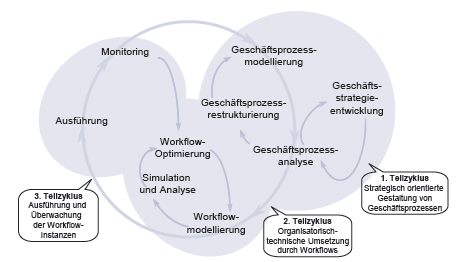 Monitoring
Geschäftsprozess-
modellierung
Geschäfts-
strategie-
entwicklung
Geschäftsprozess-
restrukturierung
Ausführung
Workflow-
Optimierung
Geschäftsprozess-
analyse
Simulation
und Analyse
Workflow-
modellierung
1. Teilzyklus
Strategisch orientierte
Gestaltung von
Geschäftsprozessen
3. Teilzyklus
Ausführung und
Überwachung
der Workflow-
Instanzen
2. Teilzyklus
Organisatorisch-
technische Umsetzung
durch Workflows